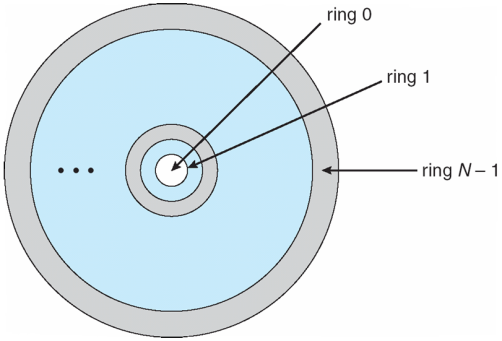 ring 0
ring 1
ring N – 1
• • •